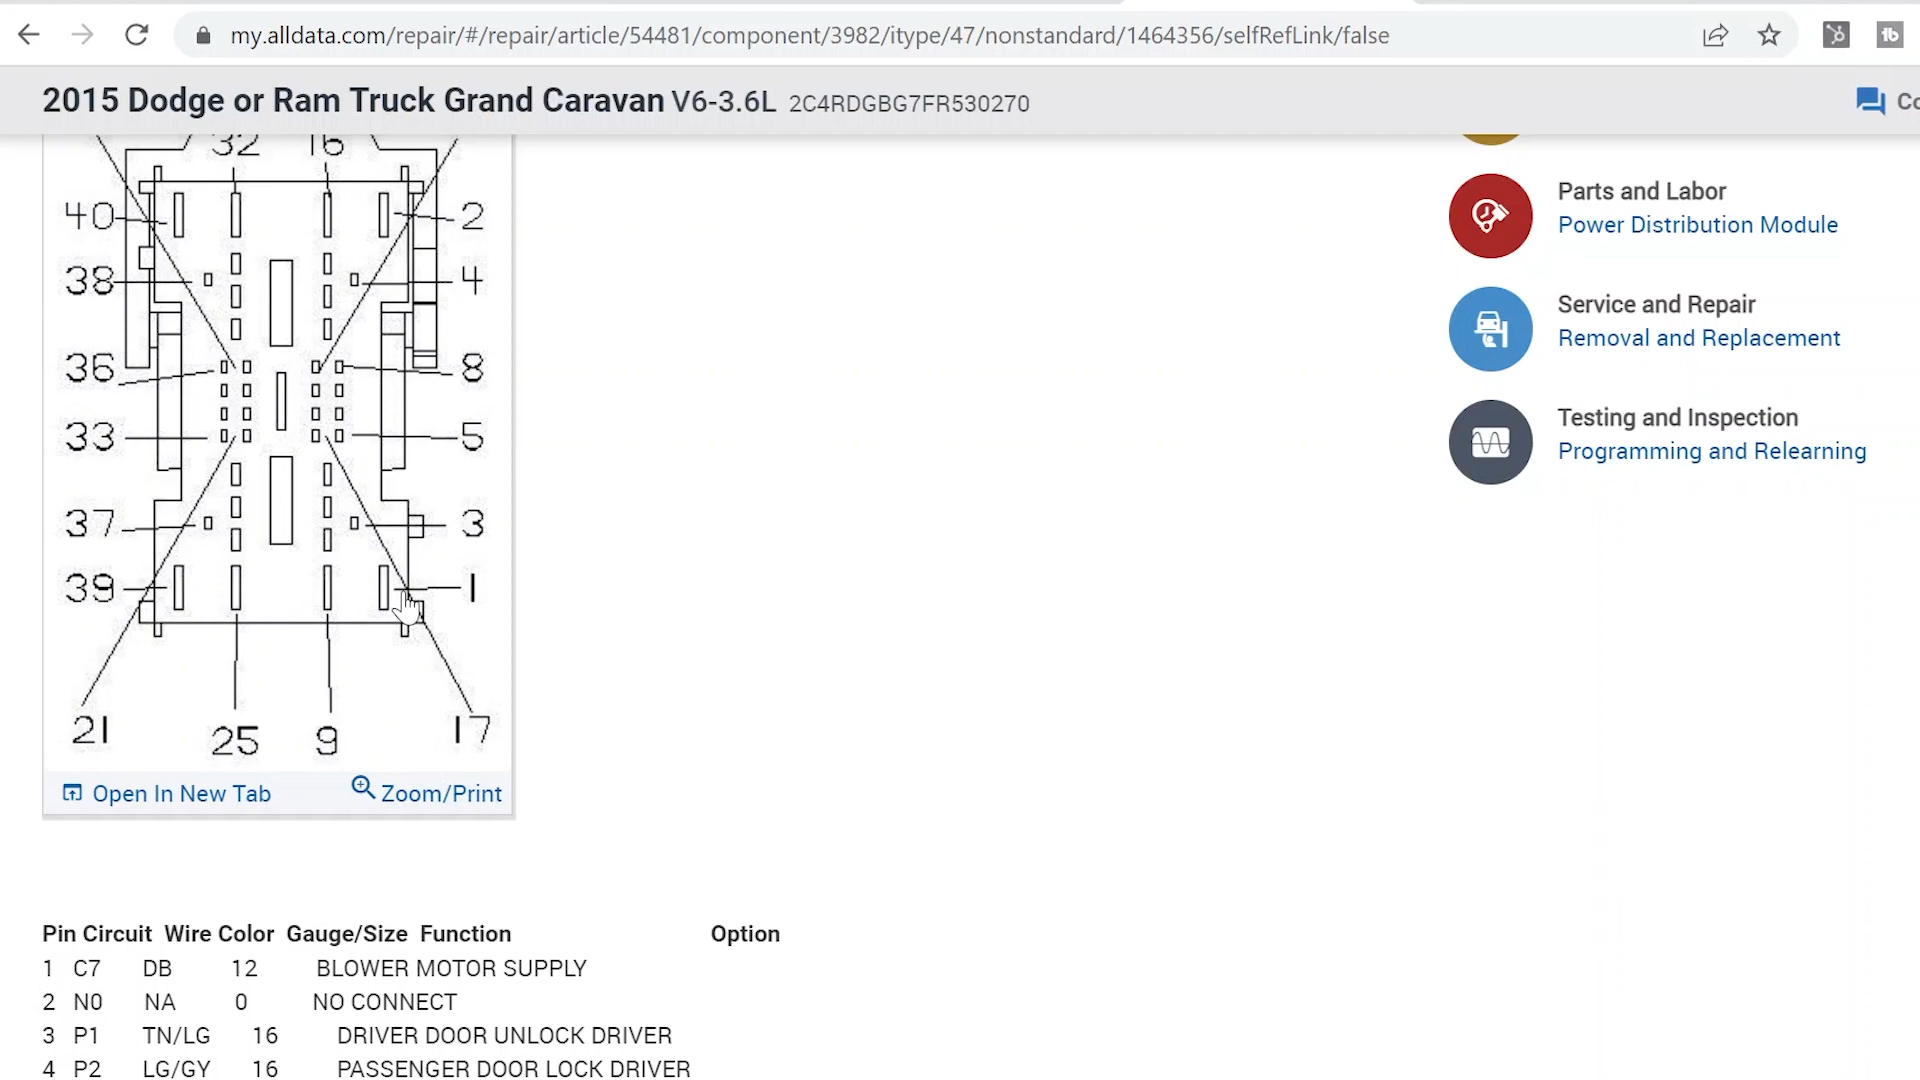 my.alldata.com/repair/#/repair/article/54481/component/3982/itype/47/nonstandard/1464356/selfRefLink/false
2015 Dodge or Ram Truck Grand Caravan V6-3.6L 2C4RDGBG7FR530270
Co
32 16
40 2
38 4
36 8
33 5
37 3
39 1
21 25 9 17
Open In New Tab Zoom/Print
Parts and Labor
Power Distribution Module
Service and Repair
Removal and Replacement
Testing and Inspection
Programming and Relearning
Pin Circuit Wire Color Gauge/Size Function Option
1 C7 DB 12 BLOWER MOTOR SUPPLY
2 N0 NA 0 NO CONNECT
3 P1 TN/LG 16 DRIVER DOOR UNLOCK DRIVER
4 P2 LG/GY 16 PASSENGER DOOR LOCK DRIVER